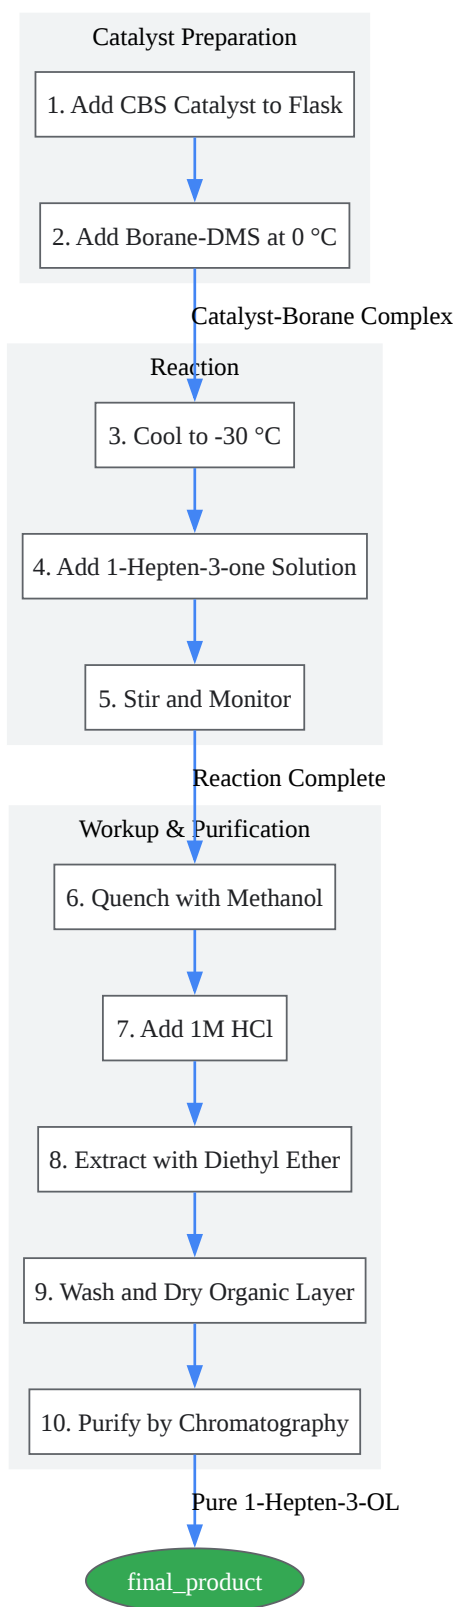 Catalyst Preparation
1. Add CBS Catalyst to Flask
2. Add Borane-DMS at 0 °C
Catalyst-Borane Complex
Reaction
3. Cool to -30 °C
4. Add 1-Hepten-3-one Solution
5. Stir and Monitor
Reaction Complete
Workup & Purification
6. Quench with Methanol
7. Add 1M HCl
8. Extract with Diethyl Ether
9. Wash and Dry Organic Layer
10. Purify by Chromatography
Pure 1-Hepten-3-OL
final_product